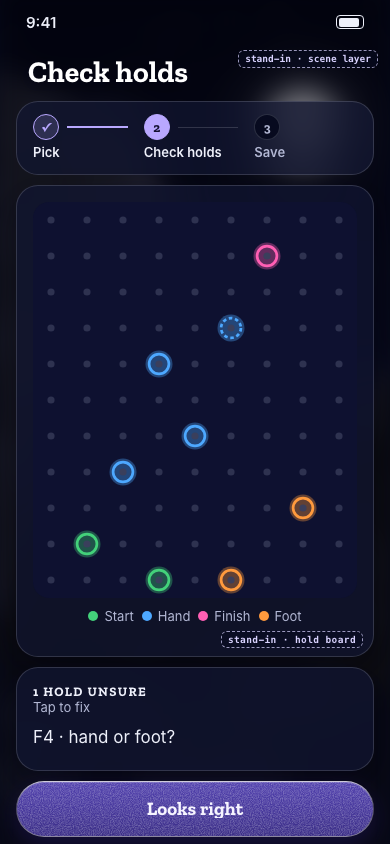 9:41
stand-in · scene layer
Check holds
✓ 2 3
Pick Check holds Save
Start Hand Finish Foot
stand-in · hold board
1 HOLD UNSURE
Tap to fix
F4 · hand or foot?
Looks right